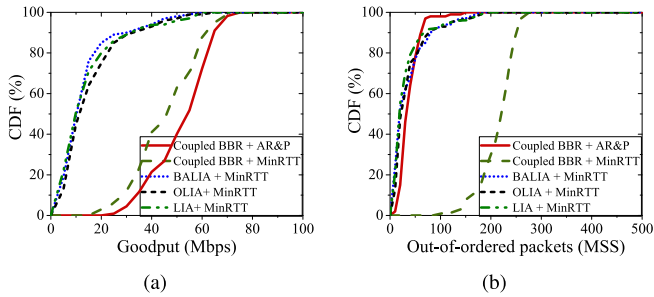 100
80
60
40
20
0
CDF (%)
Coupled BBR + AR&P
Coupled BBR + MinRTT
BALIA + MinRTT
OLIA+ MinRTT
LIA+ MinRTT
0 20 40 60 80 100
Goodput (Mbps)
(a)
100
80
60
40
20
0
CDF (%)
Coupled BBR + AR&P
Coupled BBR + MinRTT
BALIA + MinRTT
OLIA + MinRTT
LIA + MinRTT
0 100 200 300 400 500
Out-of-ordered packets (MSS)
(b)